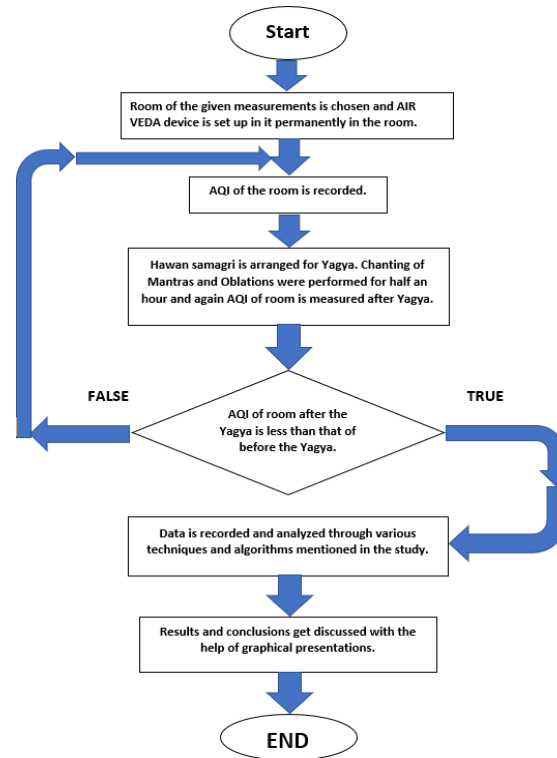 Start
Room of the given measurements is chosen and AIR
VEDA device is set up in it permanently in the room.
AQI of the room is recorded.
Hawan samagri is arranged for Yagya. Chanting of
Mantras and Oblations were performed for half an
hour and again AQI of room is measured after Yagya.
FALSE
TRUE
AQI of room after the
Yagya is less than that of
before the Yagya.
Data is recorded and analyzed through various
techniques and algorithms mentioned in the study.
Results and conclusions get discussed with the
help of graphical presentations.
END